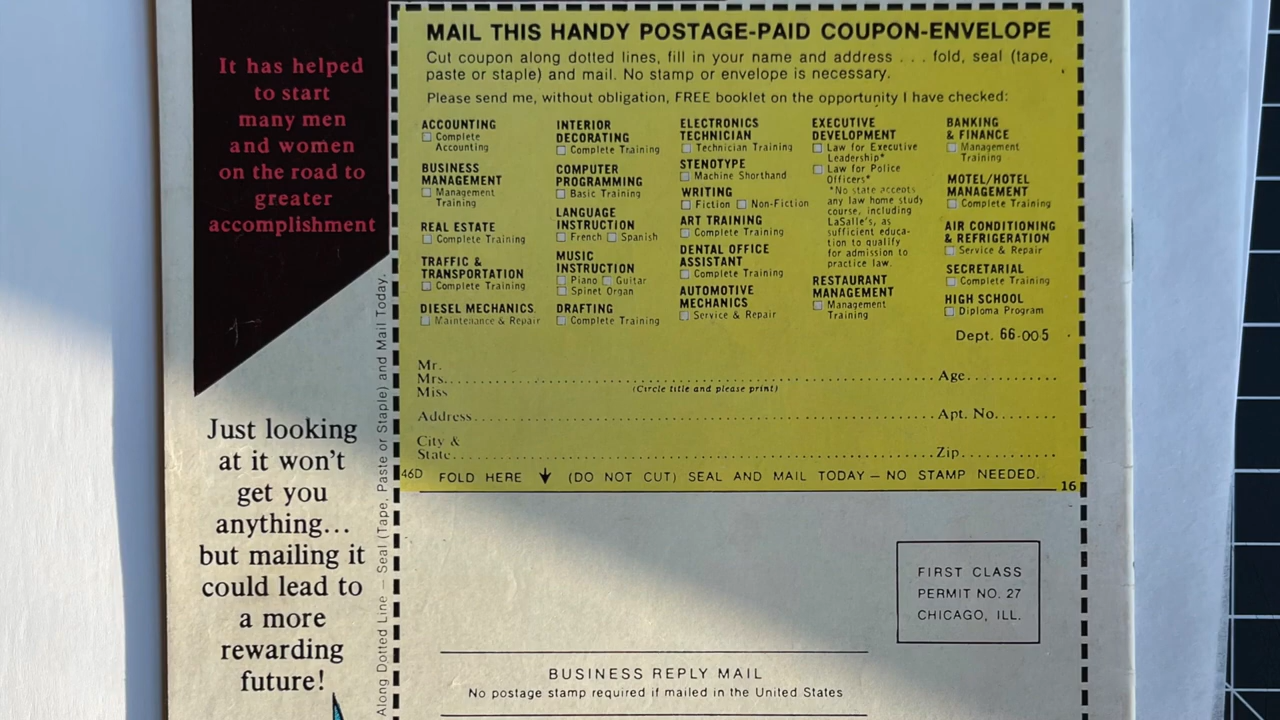 It has helped
to start
many men
and women
on the road to
greater
accomplishment
Just looking
at it won't
get you
anything...
but mailing it
could lead to
a more
rewarding
future!
Along Dotted Line — Seal (Tape, Paste or Staple) and Mail Today.
MAIL THIS HANDY POSTAGE-PAID COUPON-ENVELOPE
Cut coupon along dotted lines, fill in your name and address . . . fold, seal (tape,
paste or staple) and mail. No stamp or envelope is necessary.
Please send me, without obligation, FREE booklet on the opportunity I have checked:
ACCOUNTING
Complete
Accounting
BUSINESS
MANAGEMENT
Management
Training
REAL ESTATE
Complete Training
TRAFFIC &
TRANSPORTATION
Complete Training
DIESEL MECHANICS
Maintenance & Repair
INTERIOR
DECORATING
Complete Training
COMPUTER
PROGRAMMING
Basic Training
LANGUAGE
INSTRUCTION
French Spanish
MUSIC
INSTRUCTION
Piano Guitar
Spinet Organ
DRAFTING
Complete Training
ELECTRONICS
TECHNICIAN
Technician Training
STENOTYPE
Machine Shorthand
WRITING
Fiction Non-Fiction
ART TRAINING
Complete Training
DENTAL OFFICE
ASSISTANT
Complete Training
AUTOMOTIVE
MECHANICS
Service & Repair
EXECUTIVE
DEVELOPMENT
Law for Executive
Leadership*
Law for Police
Officers*
*No state accepts
any law home study
course, including
LaSalle's, as
sufficient educa-
tion to qualify
for admission to
practice law.
RESTAURANT
MANAGEMENT
Management
Training
BANKING
& FINANCE
Management
Training
MOTEL/HOTEL
MANAGEMENT
Complete Training
AIR CONDITIONING
& REFRIGERATION
Service & Repair
SECRETARIAL
Complete Training
HIGH SCHOOL
Diploma Program
Dept. 66-005
Mr.
Mrs. Age
Miss (Circle title and please print)
Address Apt. No.
City &
State Zip
46D FOLD HERE ↓ (DO NOT CUT) SEAL AND MAIL TODAY — NO STAMP NEEDED.
16
FIRST CLASS
PERMIT NO. 27
CHICAGO, ILL.
BUSINESS REPLY MAIL
No postage stamp required if mailed in the United States